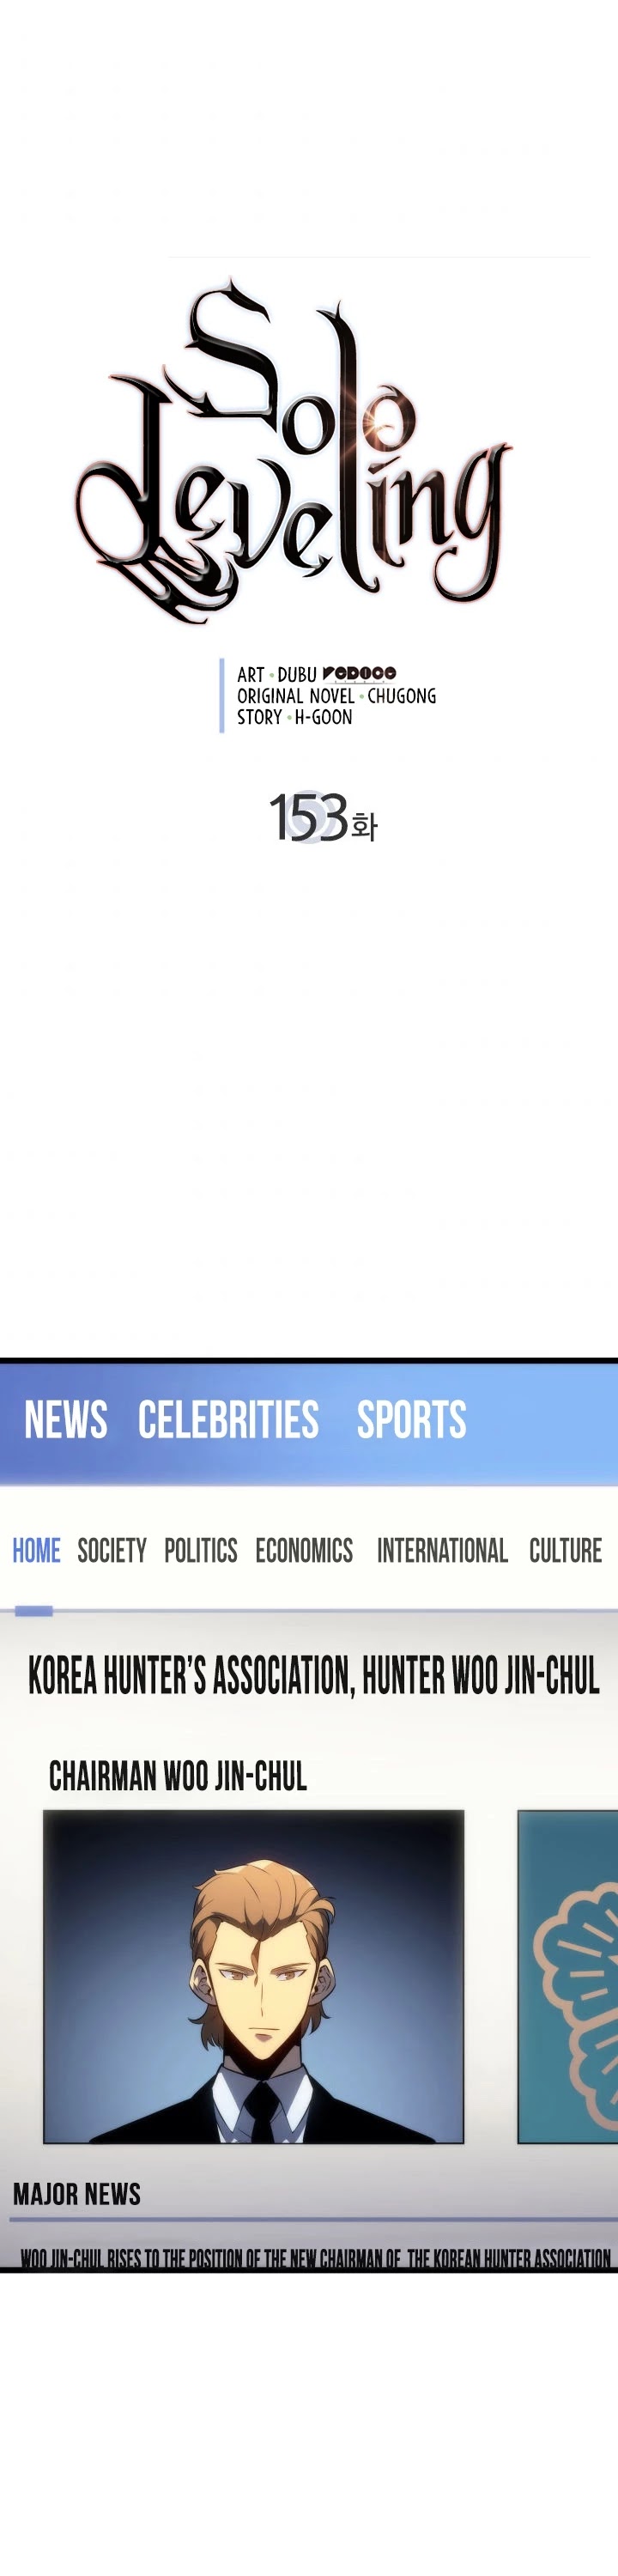 Solo
Leveling
ART • DUBU REDICE
ORIGINAL NOVEL • CHUGONG
STORY • H-GOON
153화
NEWS CELEBRITIES SPORTS
HOME SOCIETY POLITICS ECONOMICS INTERNATIONAL CULTURE
KOREA HUNTER'S ASSOCIATION, HUNTER WOO JIN-CHUL
CHAIRMAN WOO JIN-CHUL
MAJOR NEWS
WOO JIN-CHUL RISES TO THE POSITION OF THE NEW CHAIRMAN OF THE KOREAN HUNTER ASSOCIATION